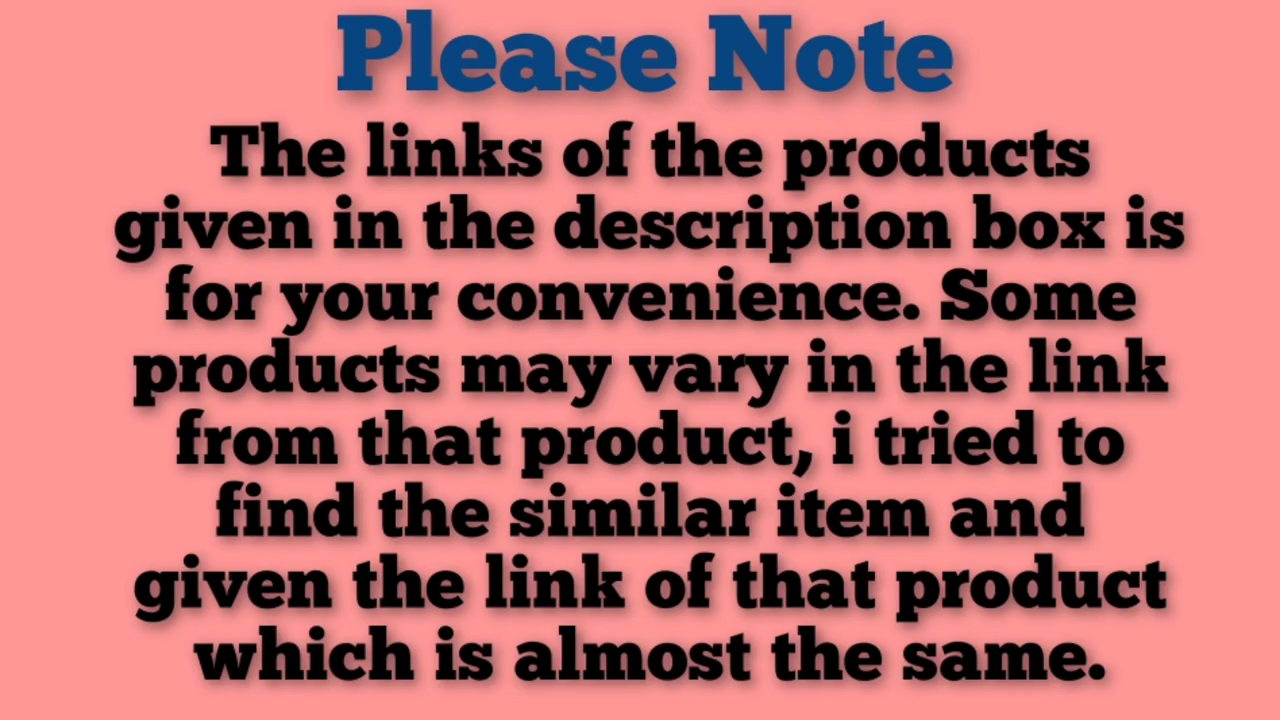 Please Note
The links of the products
given in the description box is
for your convenience. Some
products may vary in the link
from that product, i tried to
find the similar item and
given the link of that product
which is almost the same.